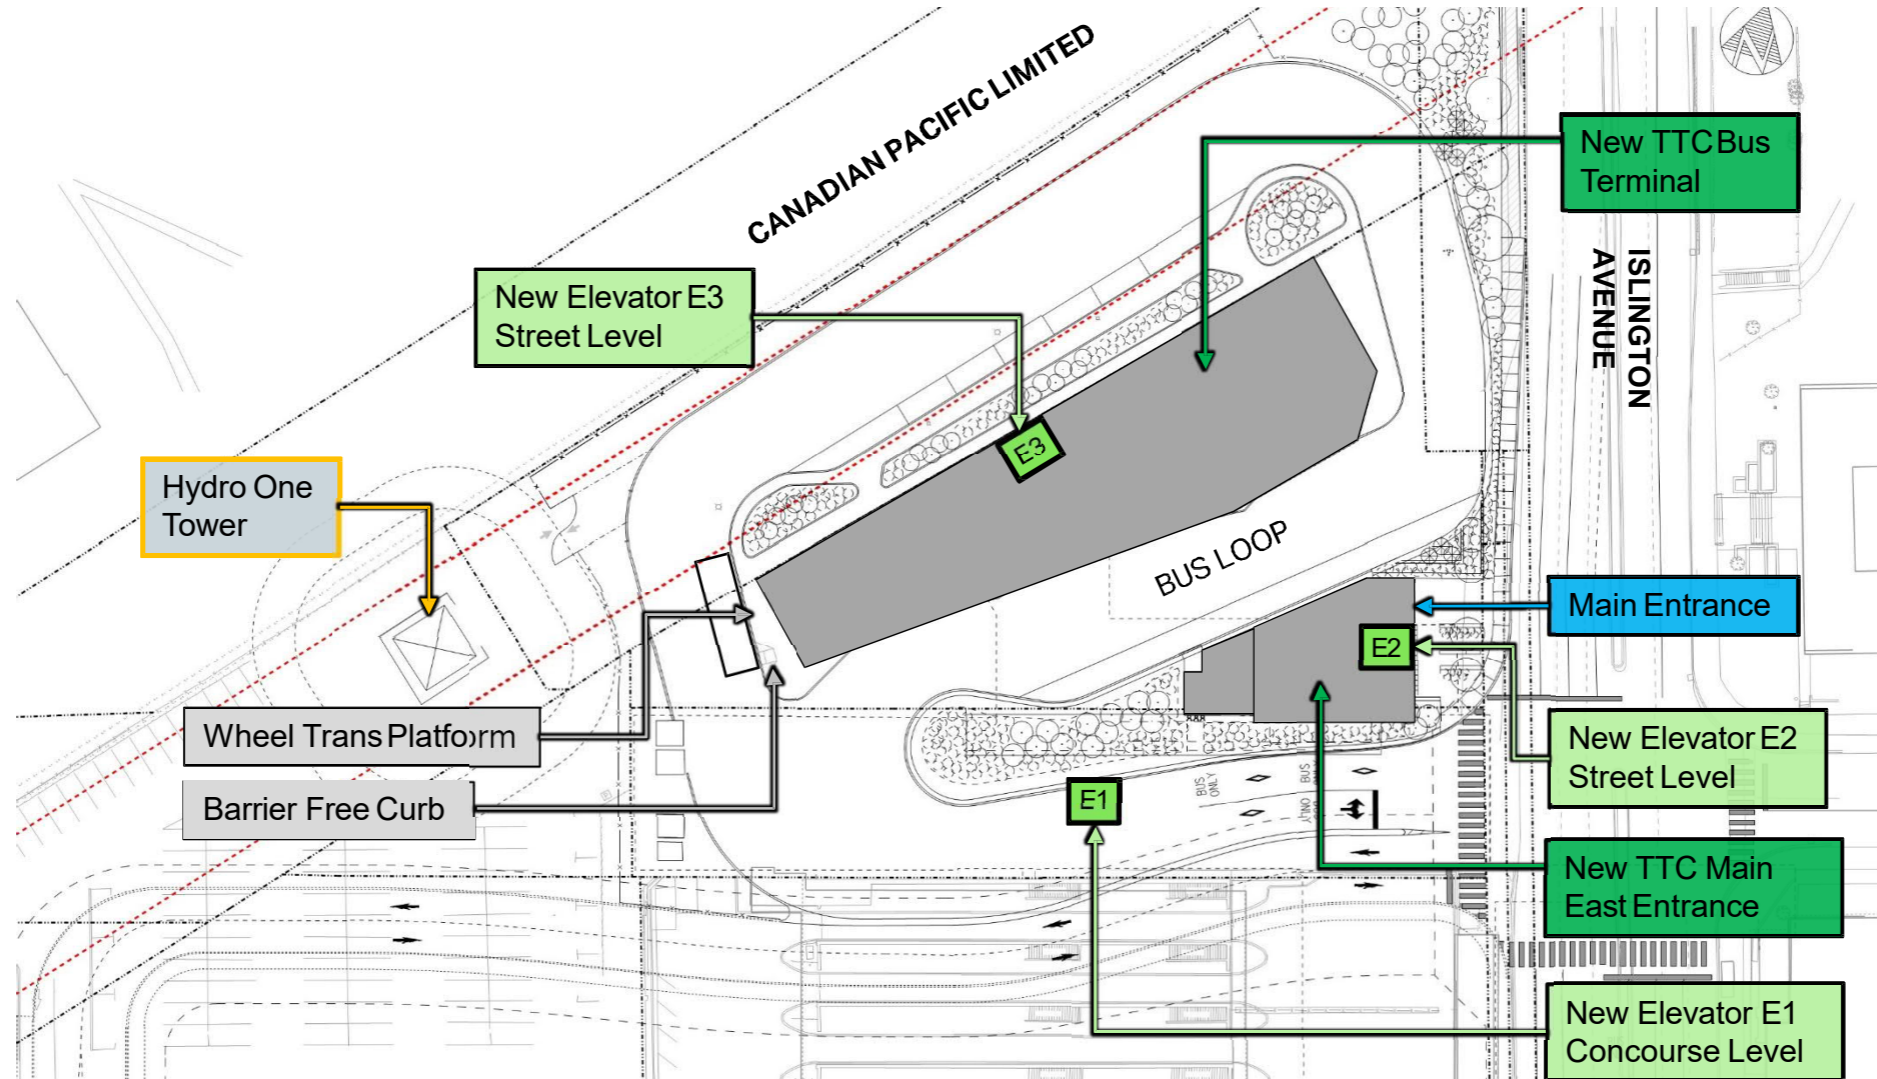 CANADIAN PACIFIC LIMITED
New TTC Bus
Terminal
ISLINGTON
AVENUE
New Elevator E3
Street Level
E3
Hydro One
Tower
BUS LOOP
Main Entrance
E2
Wheel Trans Platform
New Elevator E2
Street Level
Barrier Free Curb
E1
BUS
ONLY
BUS
ONLY
New TTC Main
East Entrance
New Elevator E1
Concourse Level